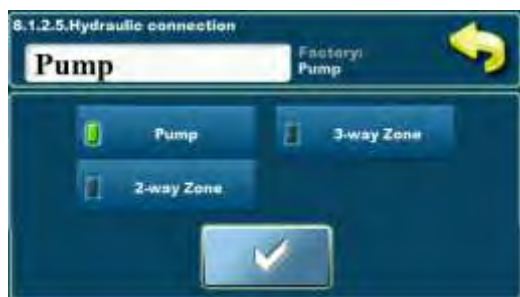 8.1.2.5.Hydraulic connection
Pump
Factory:
Pump
Pump
3-way Zone
2-way Zone